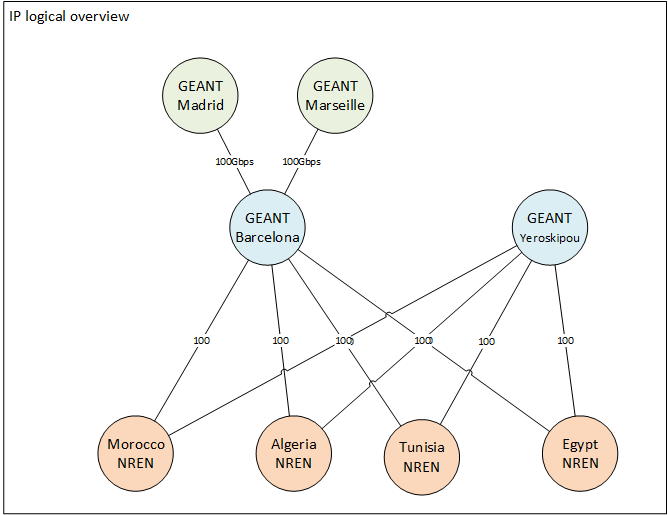 IP logical overview
GEANT
Madrid
GEANT
Marseille
100Gbps
100Gbps
GEANT
Barcelona
GEANT
Yeroskipou
100
100
100
100
100
100
Morocco
NREN
Algeria
NREN
Tunisia
NREN
Egypt
NREN